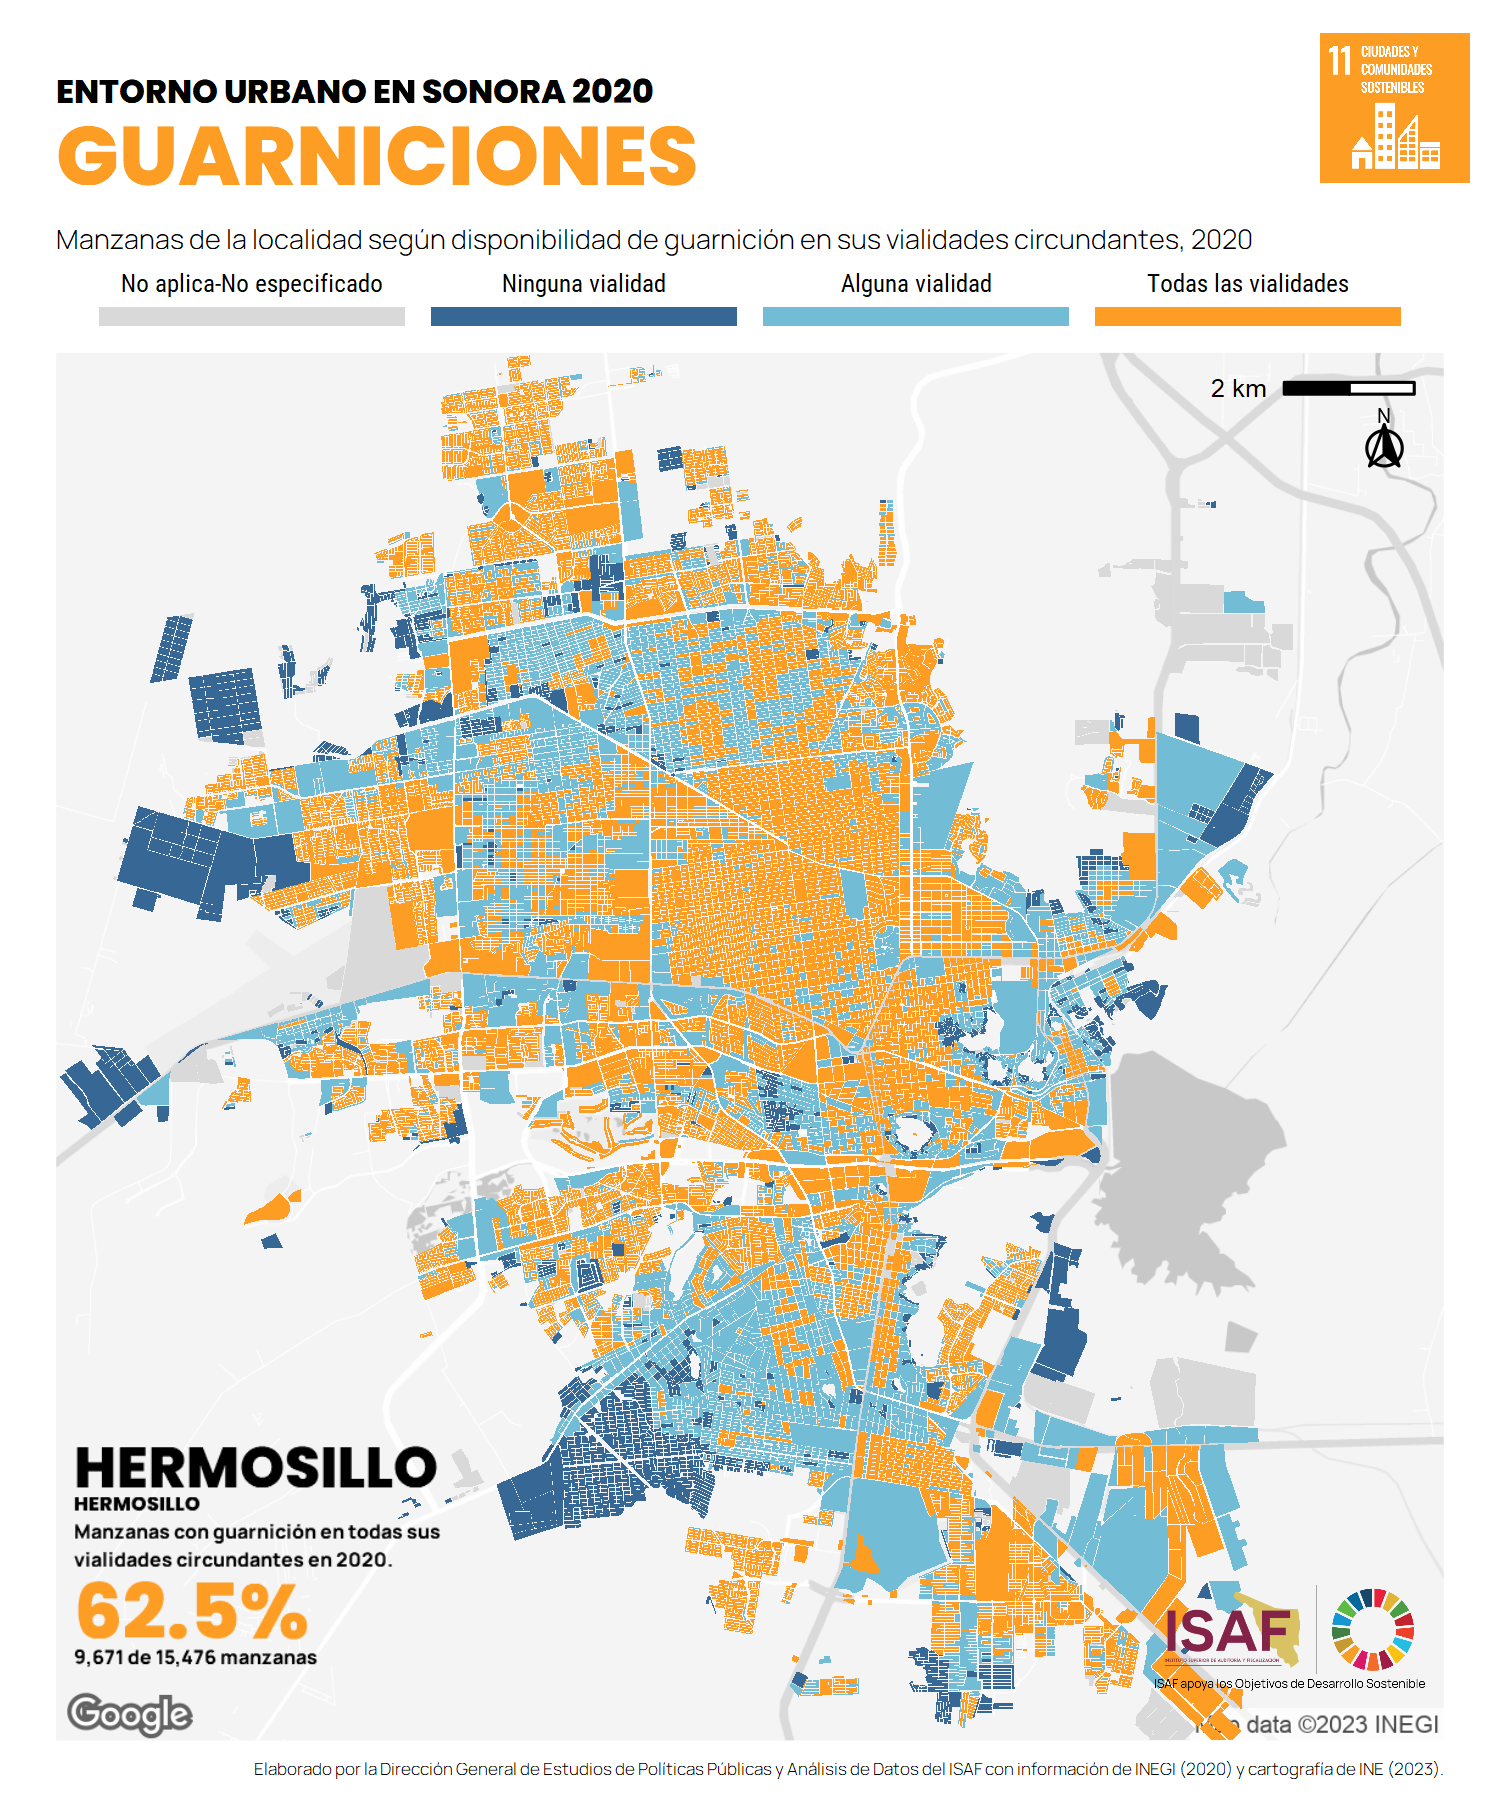 11 CIUDADES Y
COMUNIDADES
SOSTENIBLES
ENTORNO URBANO EN SONORA 2020
GUARNICIONES
Manzanas de la localidad según disponibilidad de guarnición en sus vialidades circundantes, 2020
No aplica-No especificado
Ninguna vialidad
Alguna vialidad
Todas las vialidades
2 km
N
HERMOSILLO
HERMOSILLO
Manzanas con guarnición en todas sus
vialidades circundantes en 2020.
62.5%
9,671 de 15,476 manzanas
Google
ISAF
INSTITUTO SUPERIOR DE AUDITORÍA Y FISCALIZACIÓN
ISAF apoya los Objetivos de Desarrollo Sostenible
data ©2023 INEGI
Elaborado por la Dirección General de Estudios de Políticas Públicas y Análisis de Datos del ISAF con información de INEGI (2020) y cartografía de INE (2023).